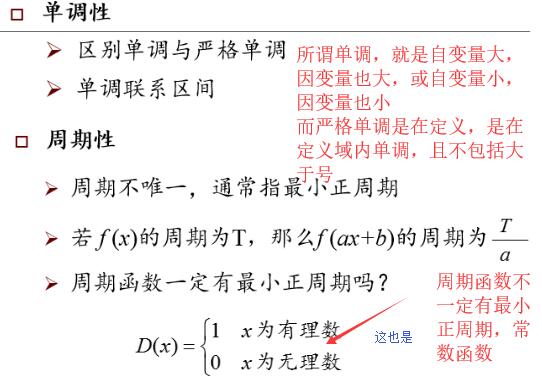 单调性
区别单调与严格单调
单调联系区间
所谓单调，就是自变量大，
因变量也大，或自变量小，
因变量也小
而严格单调是在定义，是在
定义域内单调，且不包括大
于号
周期性
周期不唯一，通常指最小正周期
若f(x)的周期为T，那么f(ax+b)的周期为T/a
周期函数一定有最小正周期吗？
周期函数不
一定有最小
正周期，常
数函数
D(x)={1 x为有理数
0 x为无理数
这也是